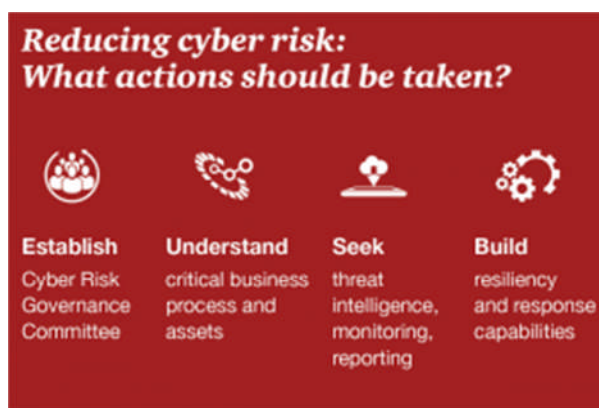 Reducing cyber risk:
What actions should be taken?
Establish
Cyber Risk
Governance
Committee
Understand
critical business
process and
assets
Seek
threat
intelligence,
monitoring,
reporting
Build
resiliency
and response
capabilities